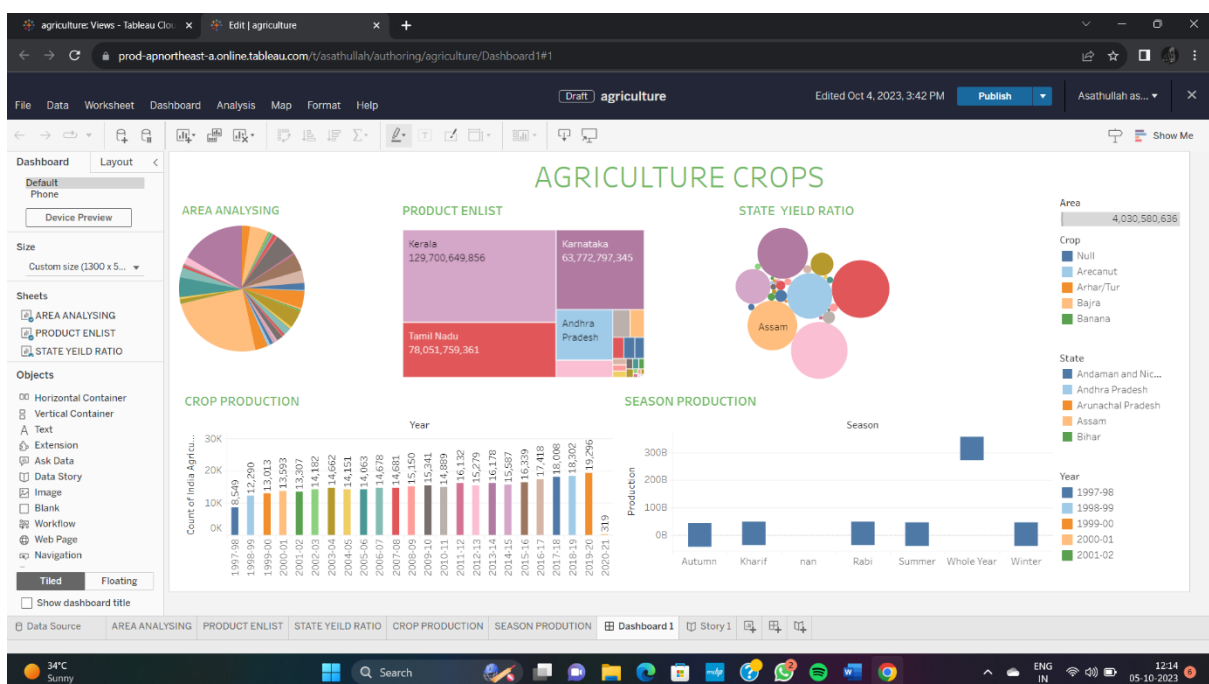 agriculture: Views - Tableau Clou
Edit | agriculture
prod-apnortheast-a.online.tableau.com/t/asathullah/authoring/agriculture/Dashboard1#1
Draft agriculture
Edited Oct 4, 2023, 3:42 PM
Publish
Asathullah as...
File Data Worksheet Dashboard Analysis Map Format Help
Show Me
Dashboard Layout
Default
Phone
Device Preview
Size
Custom size (1300 x 5...
Sheets
AREA ANALYSING
PRODUCT ENLIST
STATE YEILD RATIO
Objects
Horizontal Container
Vertical Container
Text
Extension
Ask Data
Data Story
Image
Blank
Workflow
Web Page
Navigation
Tiled Floating
Show dashboard title
AGRICULTURE CROPS
AREA ANALYSING
PRODUCT ENLIST
Kerala
129,700,649,856
Karnataka
63,772,797,345
Tamil Nadu
78,051,759,361
Andhra
Pradesh
STATE YIELD RATIO
Assam
CROP PRODUCTION
Year
Count of India Agricu...
30K
20K
10K
0K
8,549
12,290
13,013
13,593
13,307
14,182
14,662
14,151
14,063
14,678
14,681
15,150
15,341
14,889
16,132
15,279
16,178
15,587
16,339
17,418
18,008
18,302
19,296
319
1997-98
1998-99
1999-00
2000-01
2001-02
2002-03
2003-04
2004-05
2005-06
2006-07
2007-08
2008-09
2009-10
2010-11
2011-12
2012-13
2013-14
2014-15
2015-16
2016-17
2017-18
2018-19
2019-20
2020-21
SEASON PRODUCTION
Season
Production
300B
200B
100B
0B
Autumn Kharif nan Rabi Summer Whole Year Winter
Area
4,030,580,636
Crop
Null
Arecanut
Arhar/Tur
Bajra
Banana
State
Andaman and Nic...
Andhra Pradesh
Arunachal Pradesh
Assam
Bihar
Year
1997-98
1998-99
1999-00
2000-01
2001-02
Data Source AREA ANALYSING PRODUCT ENLIST STATE YEILD RATIO CROP PRODUCTION SEASON PRODUTION Dashboard 1 Story 1
34°C
Sunny
Search
2
ENG
IN
12:14
05-10-2023
6